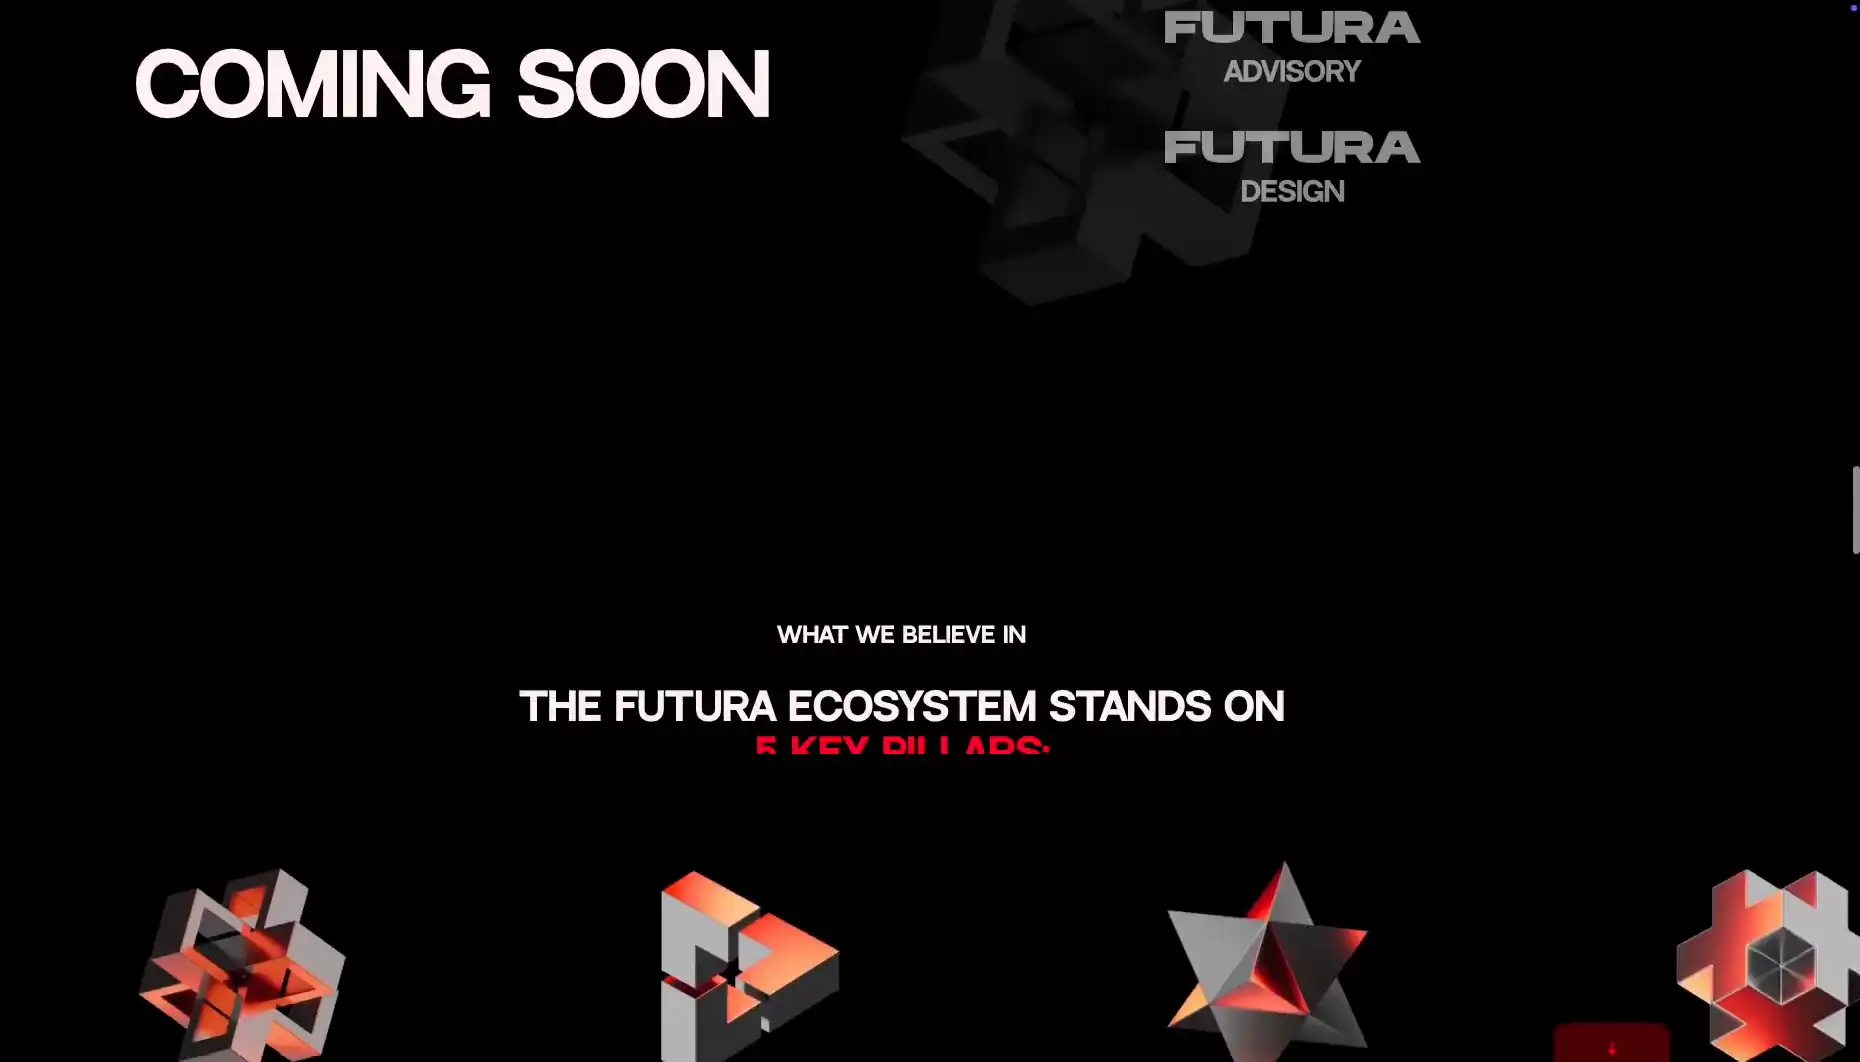 COMING SOON
FUTURA
ADVISORY
FUTURA
DESIGN
WHAT WE BELIEVE IN
THE FUTURA ECOSYSTEM STANDS ON
5 KEY PILLARS: